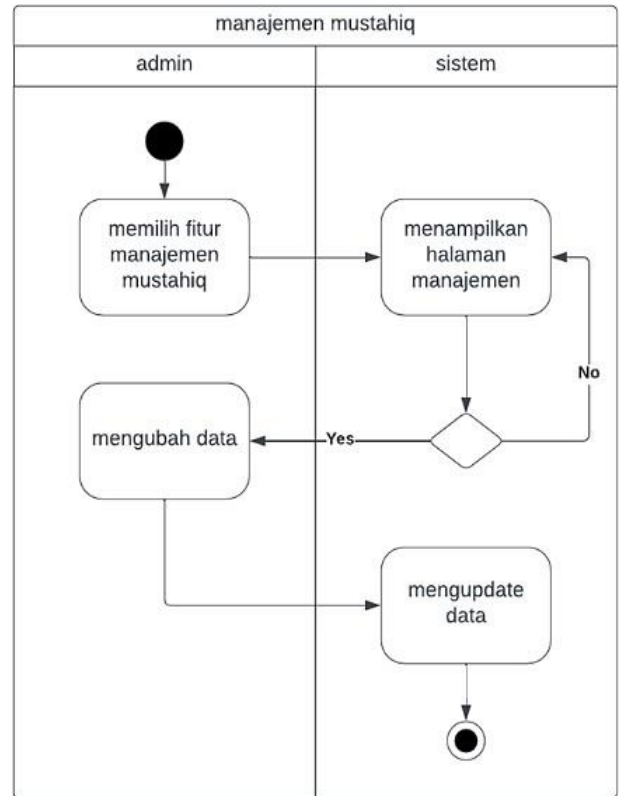 manajemen mustahiq
admin
sistem
memilih fitur
manajemen
mustahiq
menampilkan
halaman
manajemen
No
mengubah data
Yes
mengupdate
data